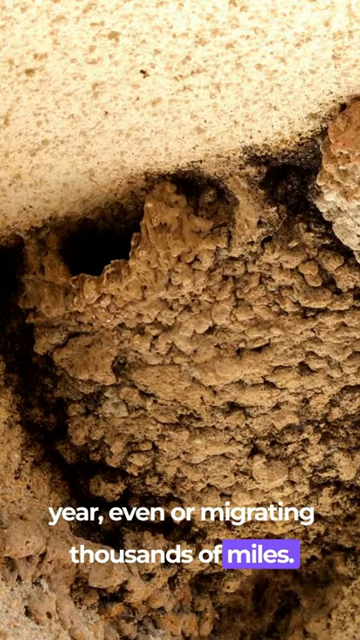 year, even or migrating
thousands of miles.